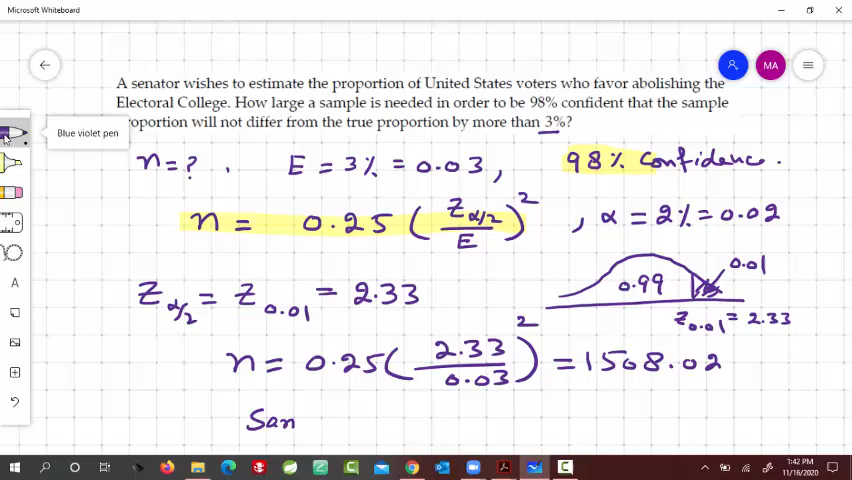 Microsoft Whiteboard
MA
A senator wishes to estimate the proportion of United States voters who favor abolishing the
Electoral College. How large a sample is needed in order to be 98% confident that the sample
proportion will not differ from the true proportion by more than 3%?
Blue violet pen
n = ? . E = 3% = 0.03, 98% Confidence.
n = 0.25 ( Zα/2 / E )², α = 2% = 0.02
0.99 0.01
Zα/2 = Z0.01 = 2.33
Z0.01 = 2.33
n = 0.25 ( 2.33 / 0.03 )² = 1508.02
San
A
1:42 PM
11/16/2020